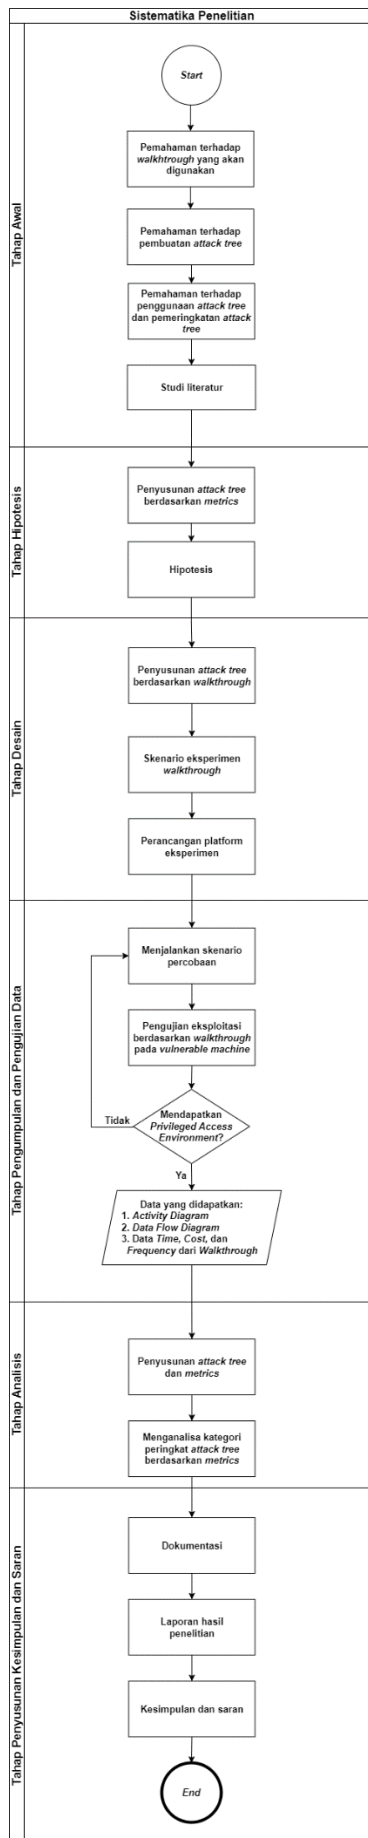 Sistematika Penelitian
Tahap Awal
Start
Pemahaman terhadap
walkhtrough yang akan
digunakan
Pemahaman terhadap
pembuatan attack tree
Pemahaman terhadap
penggunaan attack tree
dan pemeringkatan attack
tree
Studi literatur
Tahap Hipotesis
Penyusunan attack tree
berdasarkan metrics
Hipotesis
Tahap Desain
Penyusunan attack tree
berdasarkan walkthrough
Skenario eksperimen
walkthrough
Perancangan platform
eksperimen
Tahap Pengumpulan dan Pengujian Data
Menjalankan skenario
percobaan
Pengujian eksploitasi
berdasarkan walkthrough
pada vulnerable machine
Tidak
Mendapatkan
Privileged Access
Environment?
Ya
Data yang didapatkan:
1. Activity Diagram
2. Data Flow Diagram
3. Data Time, Cost, dan
Frequency dari Walkthrough
Tahap Analisis
Penyusunan attack tree
dan metrics
Menganalisa kategori
peringkat attack tree
berdasarkan metrics
Tahap Penyusunan Kesimpulan dan Saran
Dokumentasi
Laporan hasil
penelitian
Kesimpulan dan saran
End